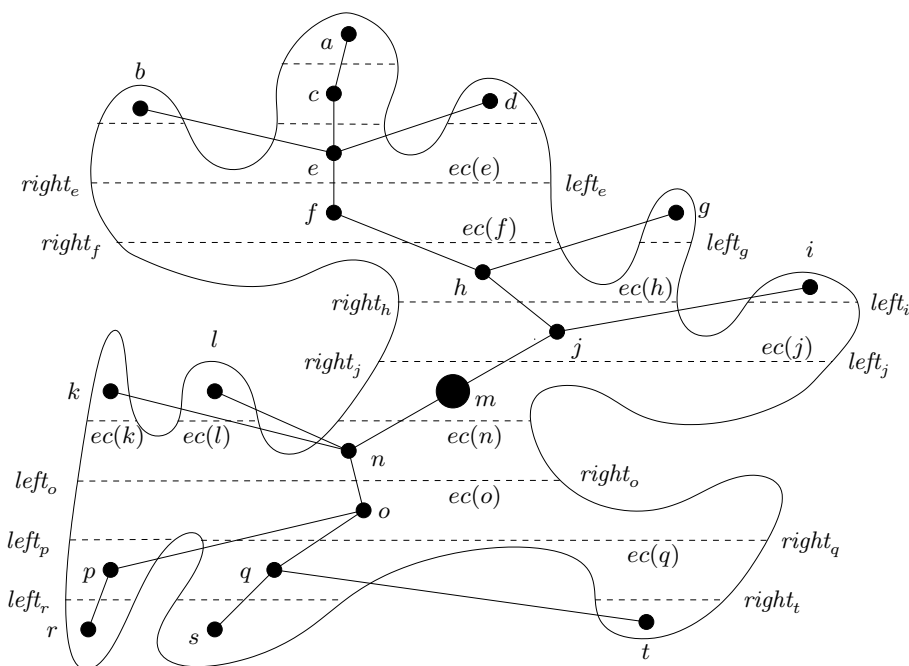 a
b
c
d
e
ec(e)
right_e
left_e
f
g
ec(f)
right_f
left_g
i
h
ec(h)
right_h
left_i
l
j
ec(j)
right_j
left_j
k
m
ec(k)
ec(l)
ec(n)
n
left_o
right_o
ec(o)
o
left_p
right_q
ec(q)
p
q
left_r
right_t
r
s
t